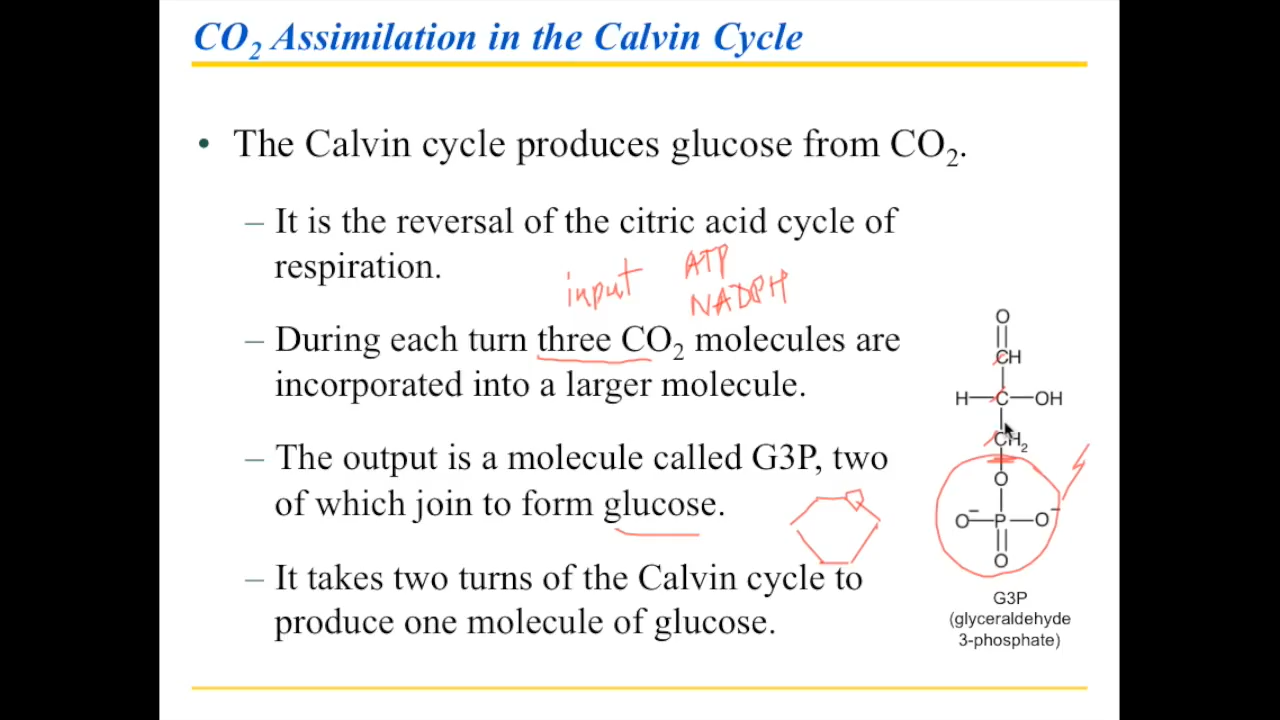 CO₂ Assimilation in the Calvin Cycle
• The Calvin cycle produces glucose from CO₂.
– It is the reversal of the citric acid cycle of
respiration.
input ATP
NADPH
– During each turn three CO₂ molecules are
incorporated into a larger molecule.
– The output is a molecule called G3P, two
of which join to form glucose.
– It takes two turns of the Calvin cycle to
produce one molecule of glucose.
O
CH
H—C—OH
CH₂
O
O⁻—P—O⁻
O
G3P
(glyceraldehyde
3-phosphate)